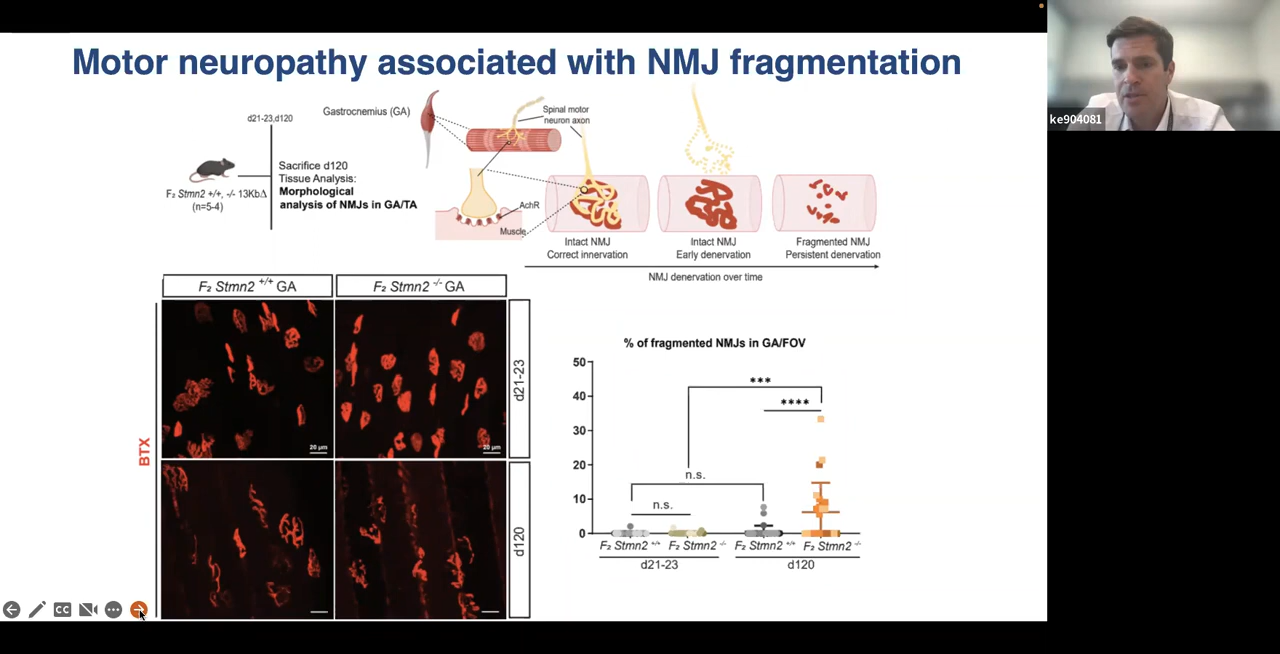 Motor neuropathy associated with NMJ fragmentation
ke904081
d21-23,d120
F₂ Stmn2 +/+, -/- 13KbΔ
(n=5-4)
Sacrifice d120
Tissue Analysis:
Morphological
analysis of NMJs in GA/TA
Gastrocnemius (GA)
Spinal motor
neuron axon
AchR
Muscle
Intact NMJ
Correct innervation
Intact NMJ
Early denervation
Fragmented NMJ
Persistent denervation
NMJ denervation over time
F₂ Stmn2 +/+ GA
F₂ Stmn2 -/- GA
BTX
d21-23
d120
20 μm
20 μm
% of fragmented NMJs in GA/FOV
50
40
30
20
10
0
***
****
n.s.
n.s.
F₂ Stmn2 +/+
F₂ Stmn2 -/-
F₂ Stmn2 +/+
F₂ Stmn2 -/-
d21-23
d120
CC